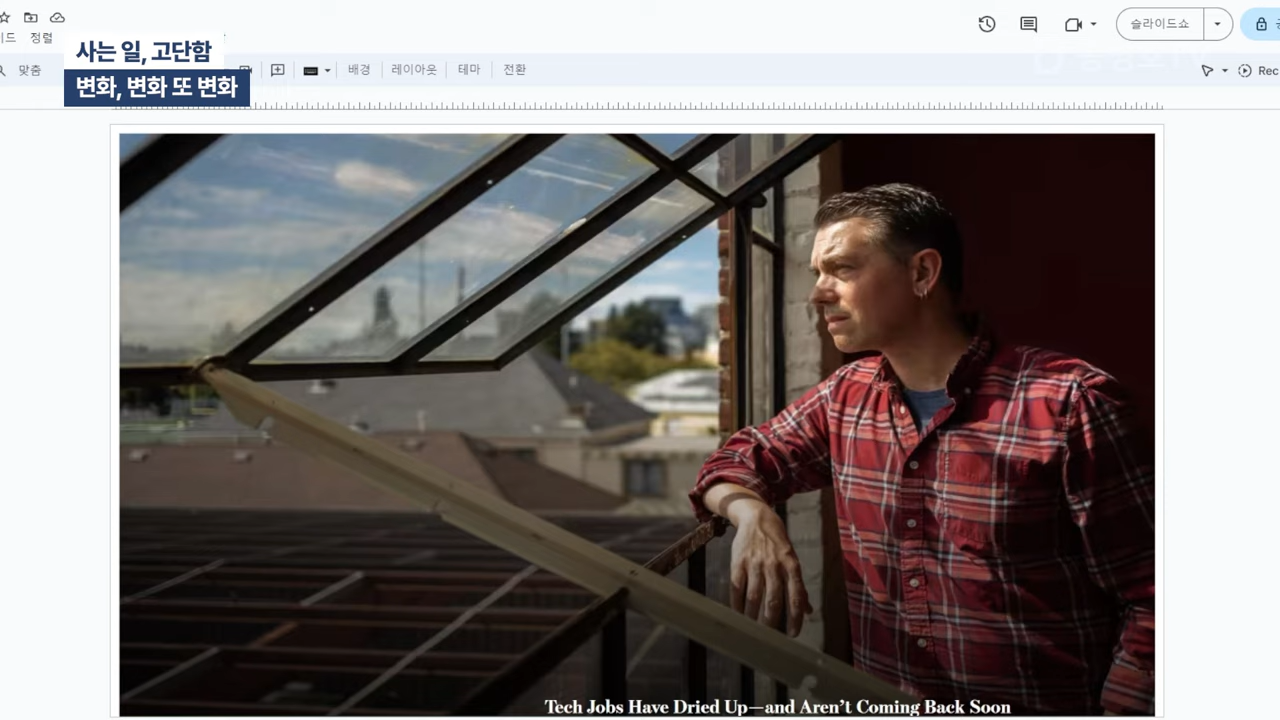 이드 정렬
사는 일, 고단함
변화, 변화 또 변화
맞춤
배경 레이아웃 테마 전환
슬라이드쇼
Rec
Tech Jobs Have Dried Up—and Aren’t Coming Back Soon